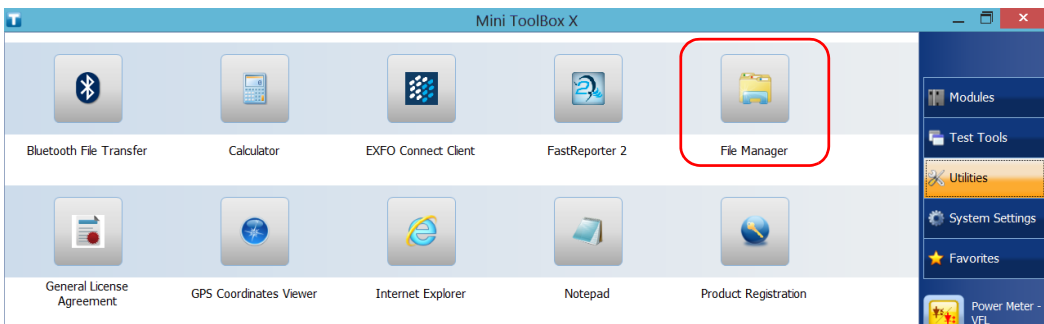 Mini ToolBox X
Bluetooth File Transfer
Calculator
EXFO Connect Client
FastReporter 2
File Manager
General License
Agreement
GPS Coordinates Viewer
Internet Explorer
Notepad
Product Registration
Modules
Test Tools
Utilities
System Settings
Favorites
Power Meter -
VFL